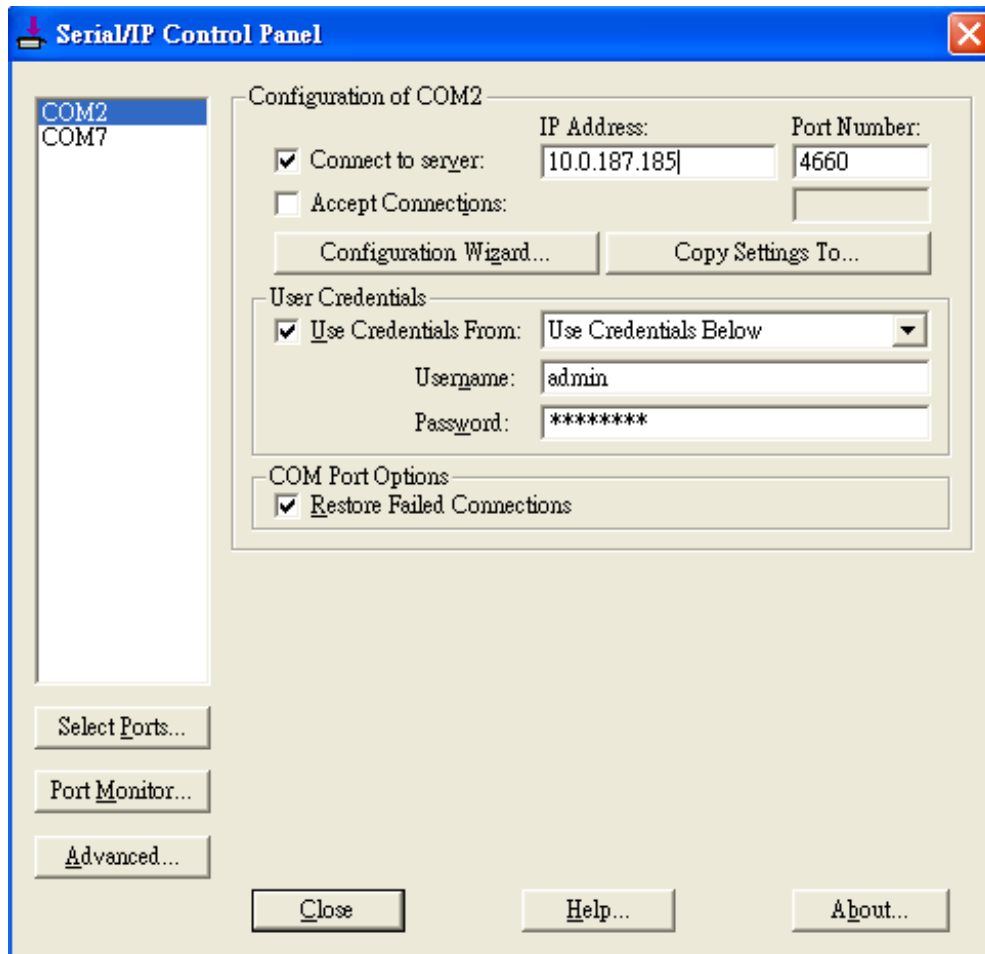 Serial/IP Control Panel
COM2
COM7
Configuration of COM2
IP Address: Port Number:
Connect to server: 10.0.187.185 4660
Accept Connections:
Configuration Wizard... Copy Settings To...
User Credentials
Use Credentials From: Use Credentials Below
Username: admin
Password: ********
COM Port Options
Restore Failed Connections
Select Ports...
Port Monitor...
Advanced...
Close Help... About...